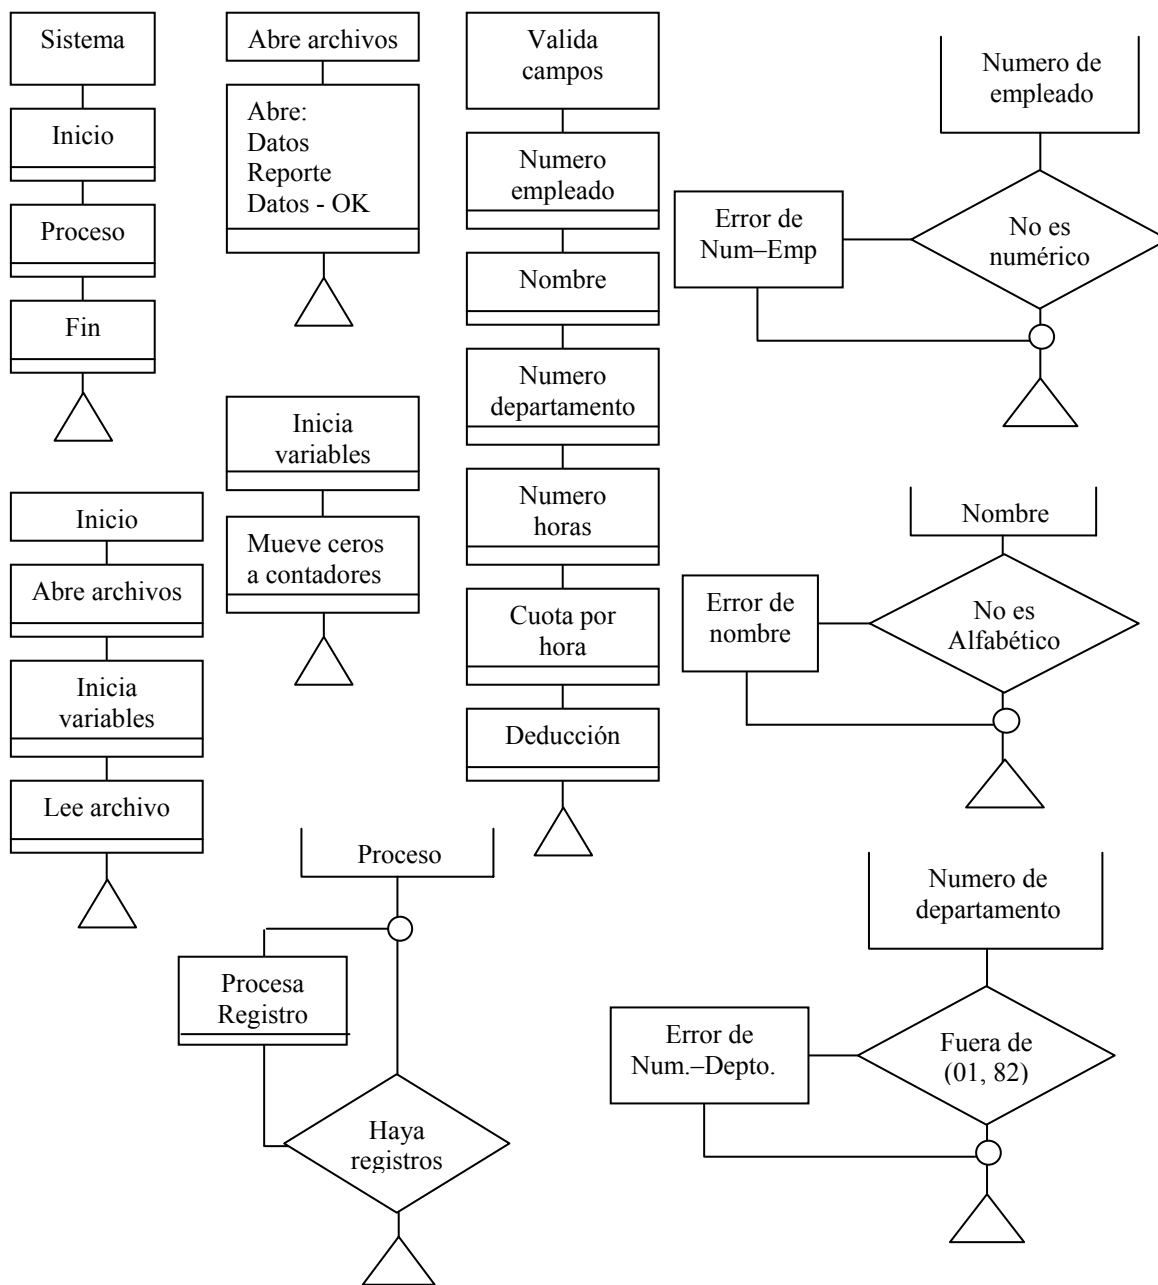 Sistema
Inicio
Proceso
Fin
Abre archivos
Abre:
Datos
Reporte
Datos - OK
Inicia
variables
Mueve ceros
a contadores
Inicio
Abre archivos
Inicia
variables
Lee archivo
Valida
campos
Numero
empleado
Nombre
Numero
departamento
Numero
horas
Cuota por
hora
Deducción
Proceso
Procesa
Registro
Haya
registros
Numero de
empleado
Error de
Num–Emp
No es
numérico
Nombre
Error de
nombre
No es
Alfabético
Numero de
departamento
Error de
Num.–Depto.
Fuera de
(01, 82)